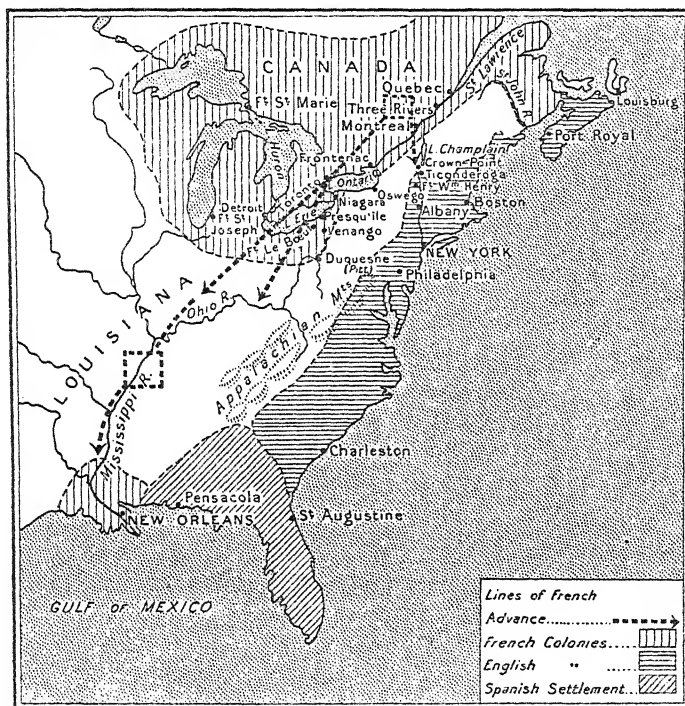 CANADA
Quebec
St Lawrence
St John R.
Ft St Marie
Three Rivers
Montreal
Louisburg
Port Royal
L. Huron
L. Champlain
Crown Point
Ticonderoga
Ft Wm Henry
Frontenac
Toronto
Ontario
Oswego
Niagara
Boston
Albany
Detroit
Ft St
Joseph
Erie
Ft Le Bœuf
Presqu'ile
Venango
NEW YORK
Duquesne
(Pitt)
Philadelphia
LOUISIANA
Ohio R.
Appalachian Mts
Mississippi R.
Charleston
Pensacola
NEW ORLEANS
St Augustine
GULF OF MEXICO
Lines of French
Advance
French Colonies
English "
Spanish Settlement